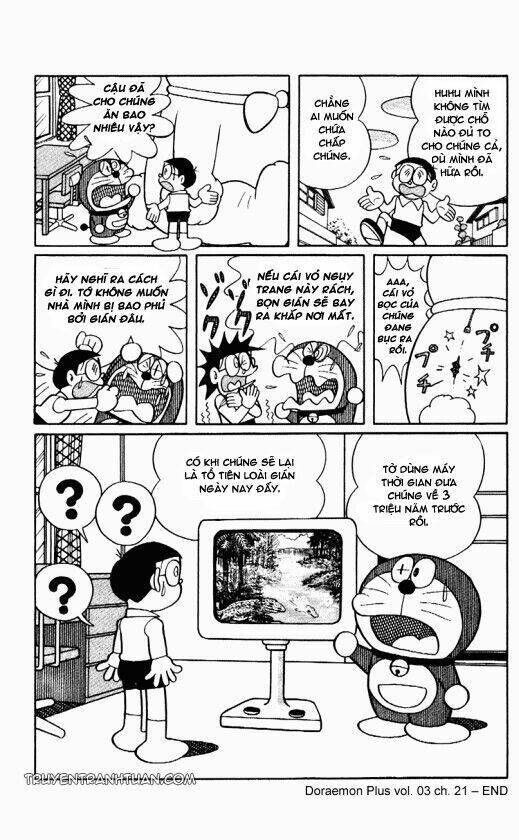 CẬU ĐÃ
CHO CHÚNG
ĂN BAO
NHIÊU VẬY?
CHẲNG
AI MUỐN
CHỨA
CHẤP
CHÚNG.
HUHU MÌNH
KHÔNG TÌM
ĐƯỢC CHỖ
NÀO ĐỦ TO
CHO CHÚNG CẢ,
DÙ MÌNH ĐÃ
HỨA RỒI.
HÃY NGHĨ RA CÁCH
GÌ ĐI. TỚ KHÔNG MUỐN
NHÀ MÌNH BỊ BAO PHỦ
BỞI GIÁN ĐÂU.
NẾU CÁI VỎ NGỤY
TRANG NÀY RÁCH,
BỌN GIÁN SẼ BAY
RA KHẮP NƠI MẤT.
AAA,
CÁI VỎ
BỌC CỦA
CHÚNG
ĐANG
BỤC RA
RỒI.
プチ
プチ
CÓ KHI CHÚNG SẼ LẠI
LÀ TỔ TIÊN LOÀI GIÁN
NGÀY NAY ĐẤY.
TỚ DÙNG MÁY
THỜI GIAN ĐƯA
CHÚNG VỀ 3
TRIỆU NĂM TRƯỚC
RỒI.
?
?
?
TRUYENTRANHTUAN.COM
Doraemon Plus vol. 03 ch. 21 – END